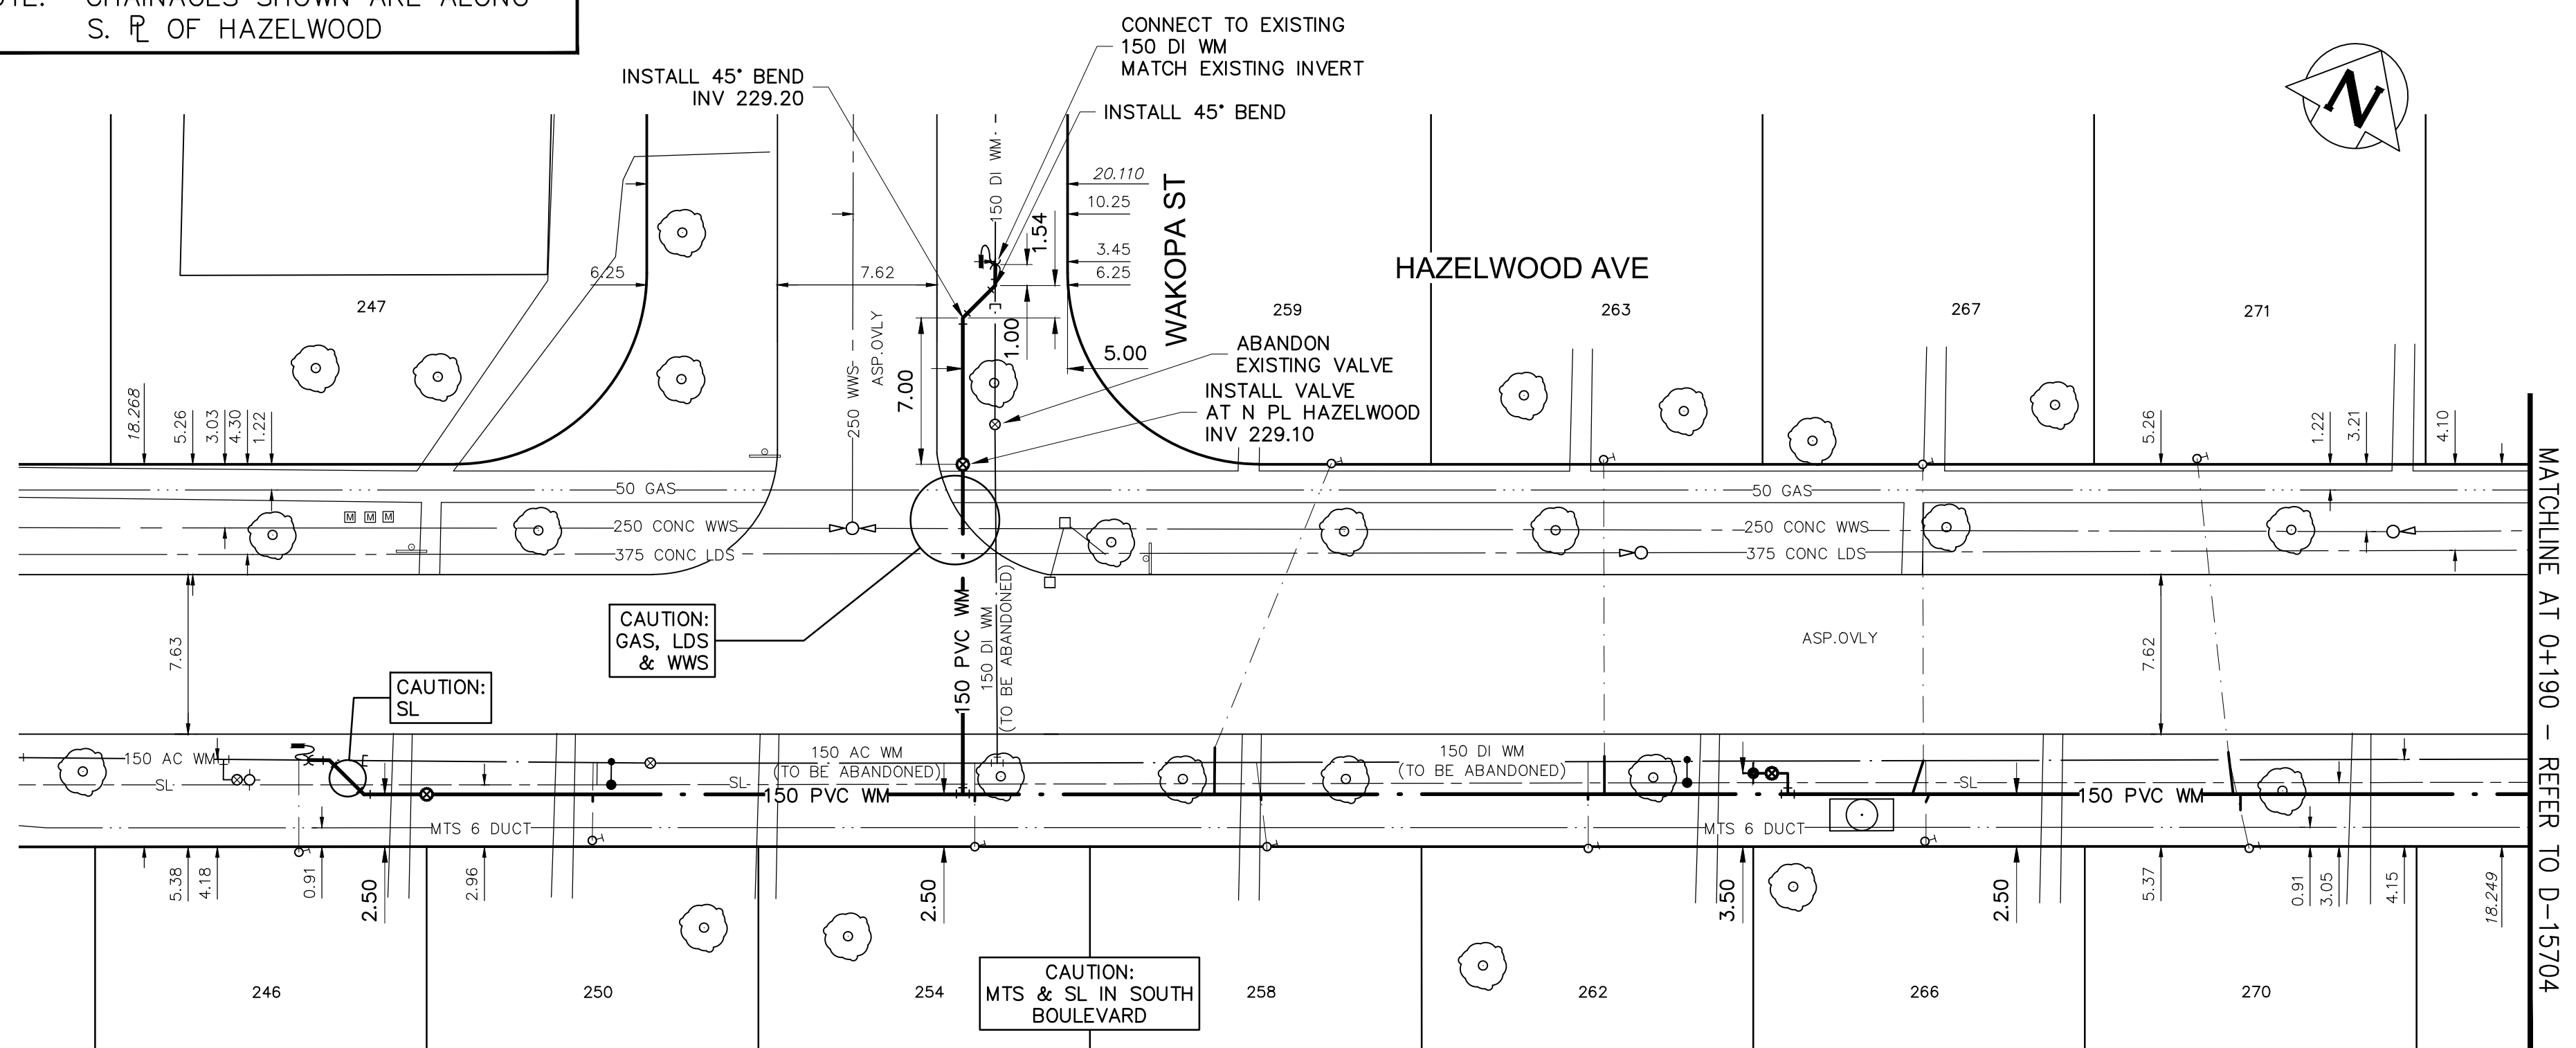 CHAINAGES SHOWN ARE ALONG
S. PL OF HAZELWOOD
CONNECT TO EXISTING
150 DI WM
MATCH EXISTING INVERT
INSTALL 45° BEND
INV 229.20
INSTALL 45° BEND
N
150 DI WM
20.110
10.25
3.45
6.25
1.54
1.00
5.00
WAKOPA ST
HAZELWOOD AVE
6.25
7.62
250 WWS
ASP.OVLY
7.00
247
259
263
267
271
ABANDON
EXISTING VALVE
INSTALL VALVE
AT N PL HAZELWOOD
INV 229.10
18.268
5.26
3.03
4.30
1.22
5.26
1.22
3.21
4.10
50 GAS
50 GAS
M M M
250 CONC WWS
250 CONC WWS
375 CONC LDS
375 CONC LDS
CAUTION:
GAS, LDS
& WWS
150 PVC WM
150 DI WM
(TO BE ABANDONED)
7.63
ASP.OVLY
7.62
CAUTION:
SL
150 AC WM
SL
150 AC WM
(TO BE ABANDONED)
SL
150 PVC WM
150 DI WM
(TO BE ABANDONED)
SL
150 PVC WM
MTS 6 DUCT
MTS 6 DUCT
5.38
4.18
0.91
2.50
2.96
2.50
3.50
2.50
5.37
0.91
3.05
4.15
18.249
246
250
254
258
262
266
270
CAUTION:
MTS & SL IN SOUTH
BOULEVARD
MATCHLINE AT 0+190 - REFER TO D-15704